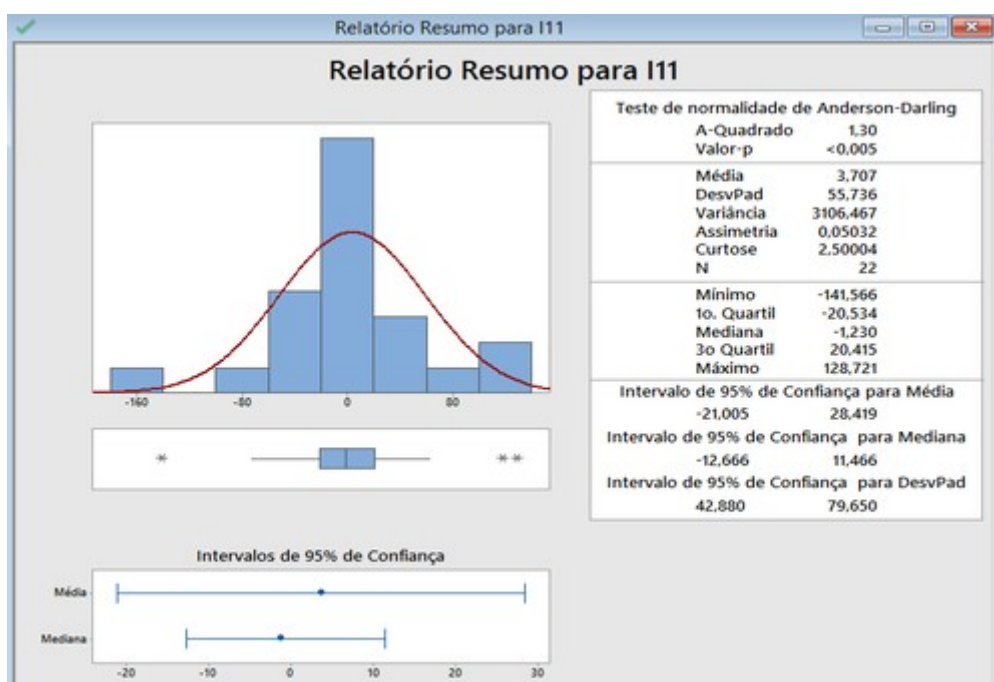 Relatório Resumo para I11
Relatório Resumo para I11
-160 -80 0 80
Intervalos de 95% de Confiança
Média
Mediana
-20 -10 0 10 20 30
Teste de normalidade de Anderson-Darling
A-Quadrado 1,30
Valor-p <0,005
Média 3,707
DesvPad 55,736
Variância 3106,467
Assimetria 0,05032
Curtose 2,50004
N 22
Mínimo -141,566
1o. Quartil -20,534
Mediana -1,230
3o Quartil 20,415
Máximo 128,721
Intervalo de 95% de Confiança para Média
-21,005 28,419
Intervalo de 95% de Confiança para Mediana
-12,666 11,466
Intervalo de 95% de Confiança para DesvPad
42,880 79,650